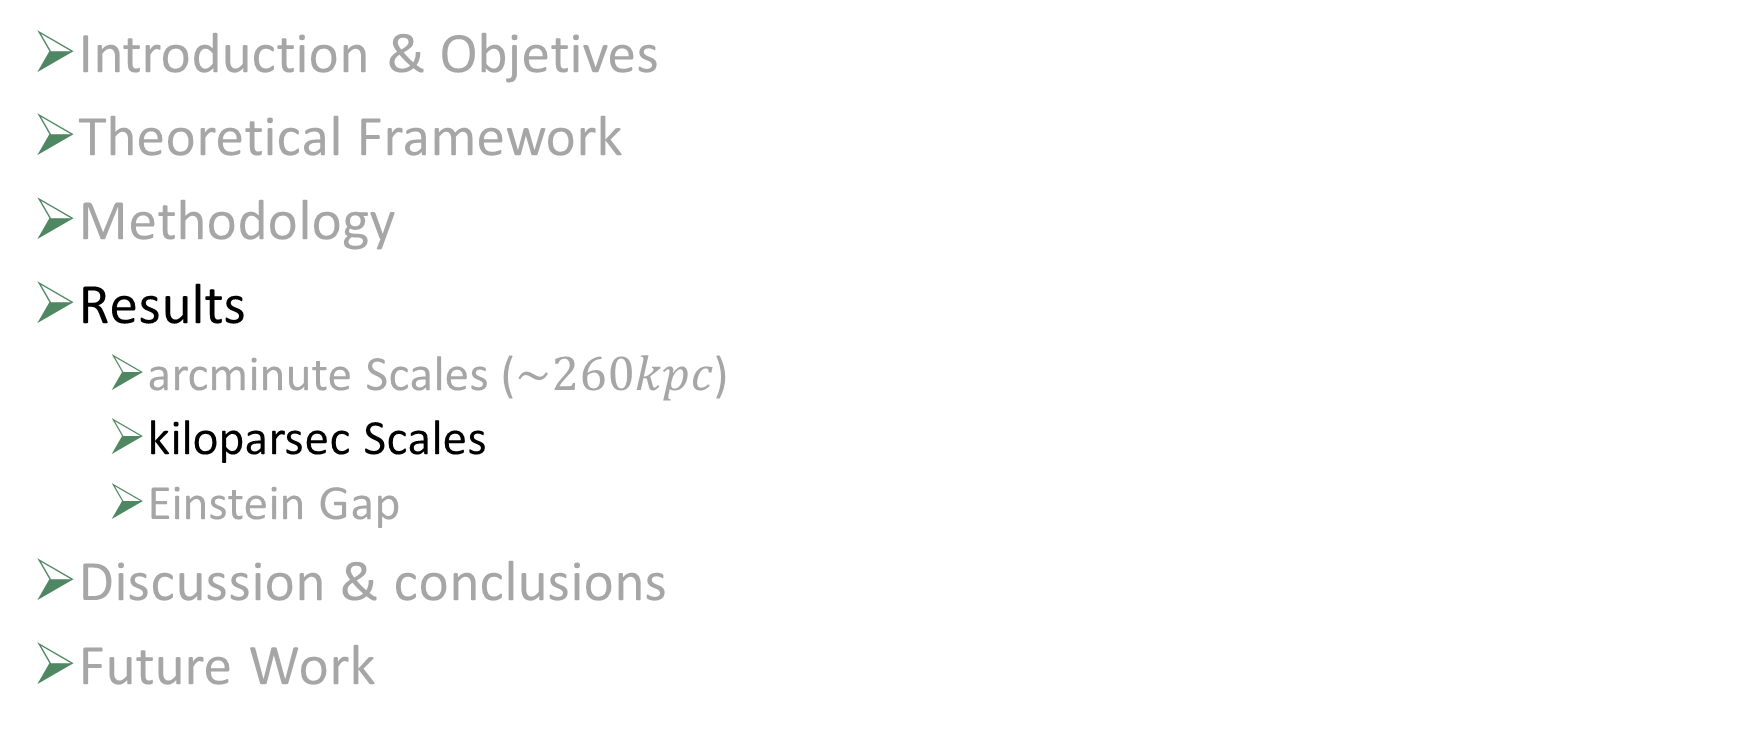 Introduction & Objetives
Theoretical Framework
Methodology
Results
arcminute Scales (~260kpc)
kiloparsec Scales
Einstein Gap
Discussion & conclusions
Future Work